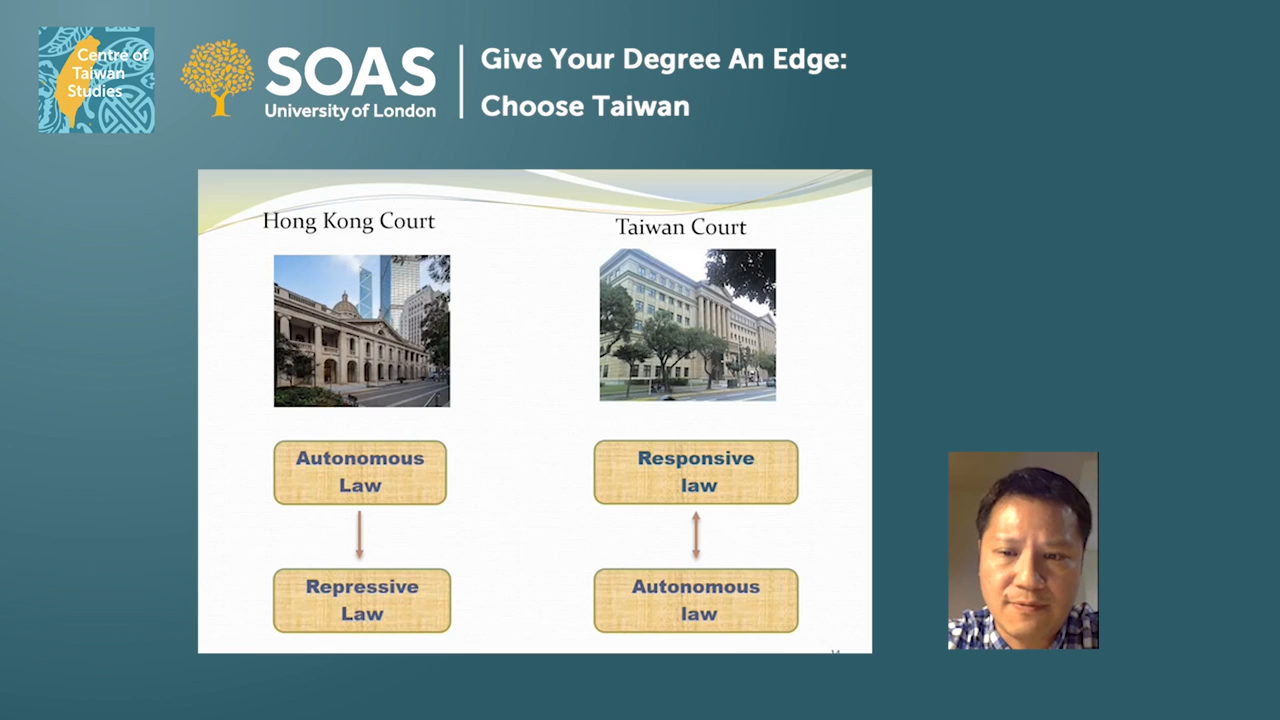 Centre of
Taiwan
Studies
SOAS
University of London
Give Your Degree An Edge:
Choose Taiwan
Hong Kong Court
Taiwan Court
Autonomous
Law
Responsive
law
Repressive
Law
Autonomous
law